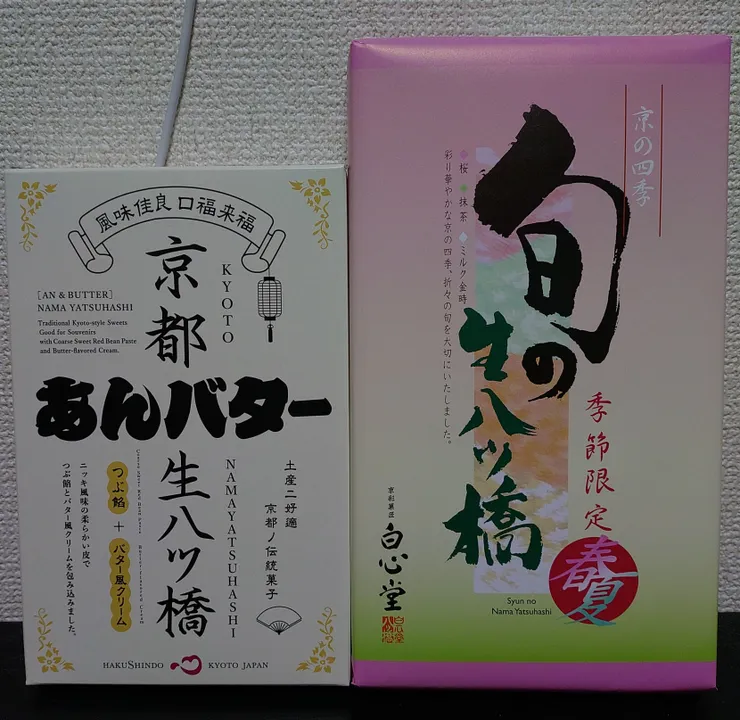 風味佳良口福来福
京都
KYOTO
[AN & BUTTER]
NAMA YATSUHASHI
Traditional Kyoto-style Sweets
Good for Souvenirs
with Coarse Sweet Red Bean Paste
and Butter-flavored Cream.
あんバター
生八ツ橋
NAMAYATSUHASHI
土産ニ好適
京都ノ伝統菓子
つぶ餡
+
バター風クリーム
ニッキ風味の柔らかい皮で
つぶ餡とバター風クリームを包み込みました。
HAKUSHINDO
KYOTO JAPAN
京の四季
旬の
生八ツ橋
季節限定
春夏
桜
抹茶
ミルク金時
彩り華やかな京の四季、折々の旬を大切にいたしました。
Syun no
Nama Yatsuhashi
京彩菓匠
白心堂